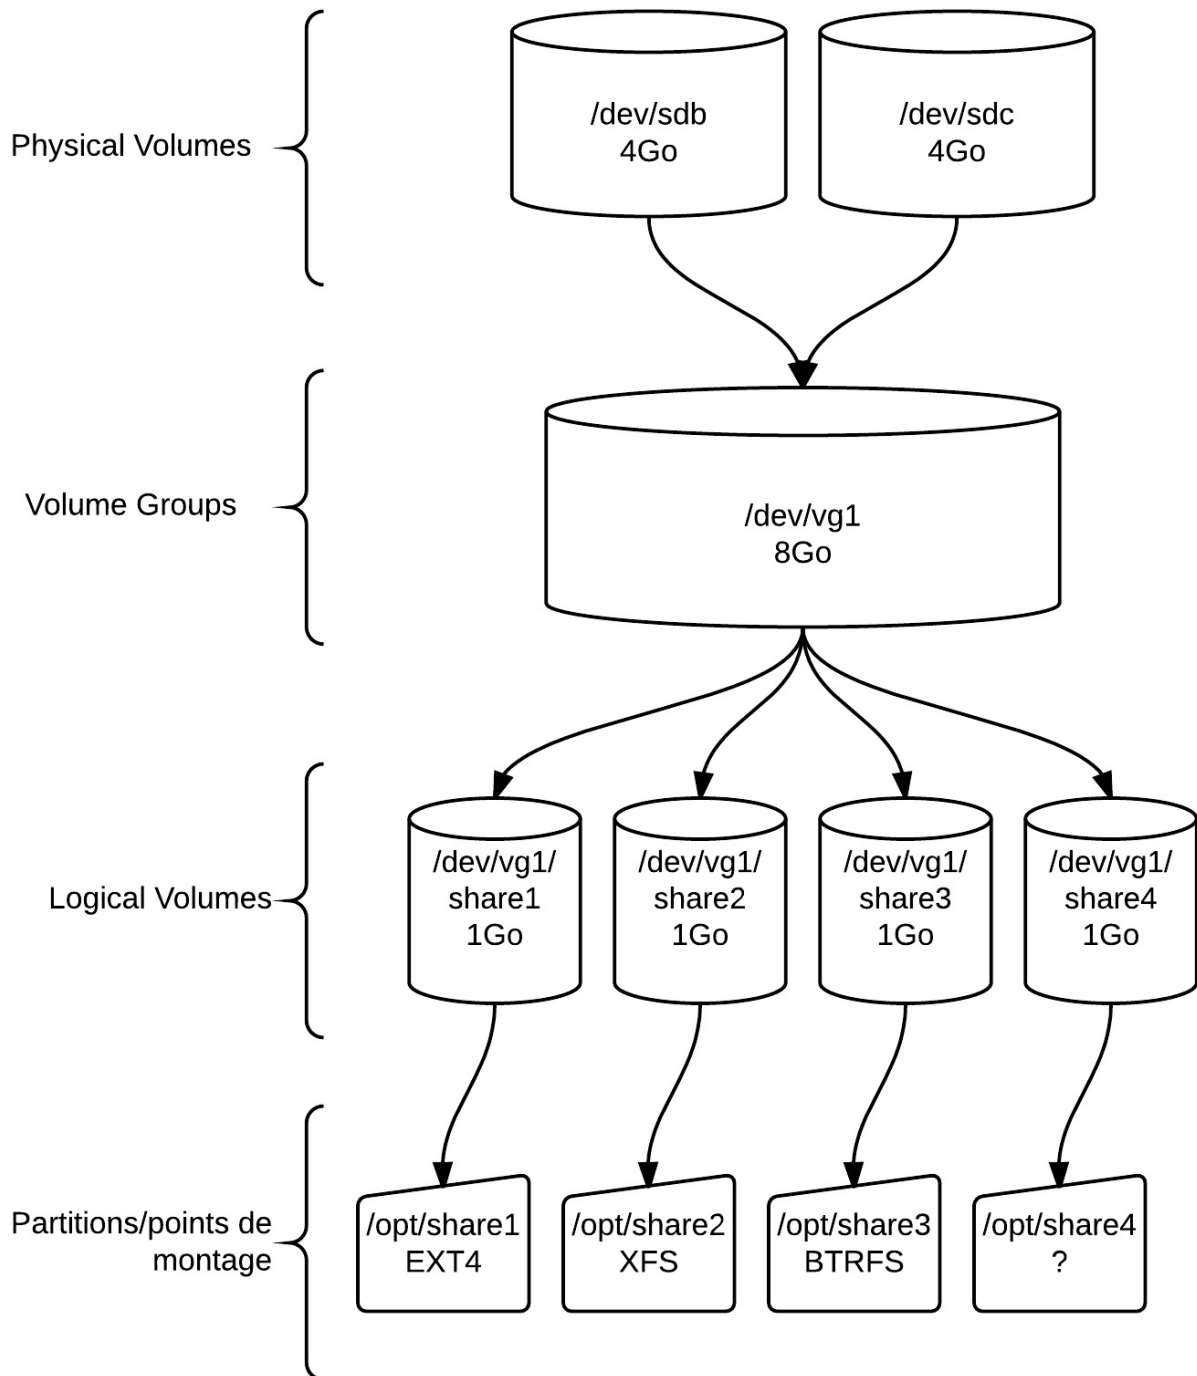 Physical Volumes
/dev/sdb
4Go
/dev/sdc
4Go
Volume Groups
/dev/vg1
8Go
Logical Volumes
/dev/vg1/
share1
1Go
/dev/vg1/
share2
1Go
/dev/vg1/
share3
1Go
/dev/vg1/
share4
1Go
Partitions/points de
montage
/opt/share1
EXT4
/opt/share2
XFS
/opt/share3
BTRFS
/opt/share4
?